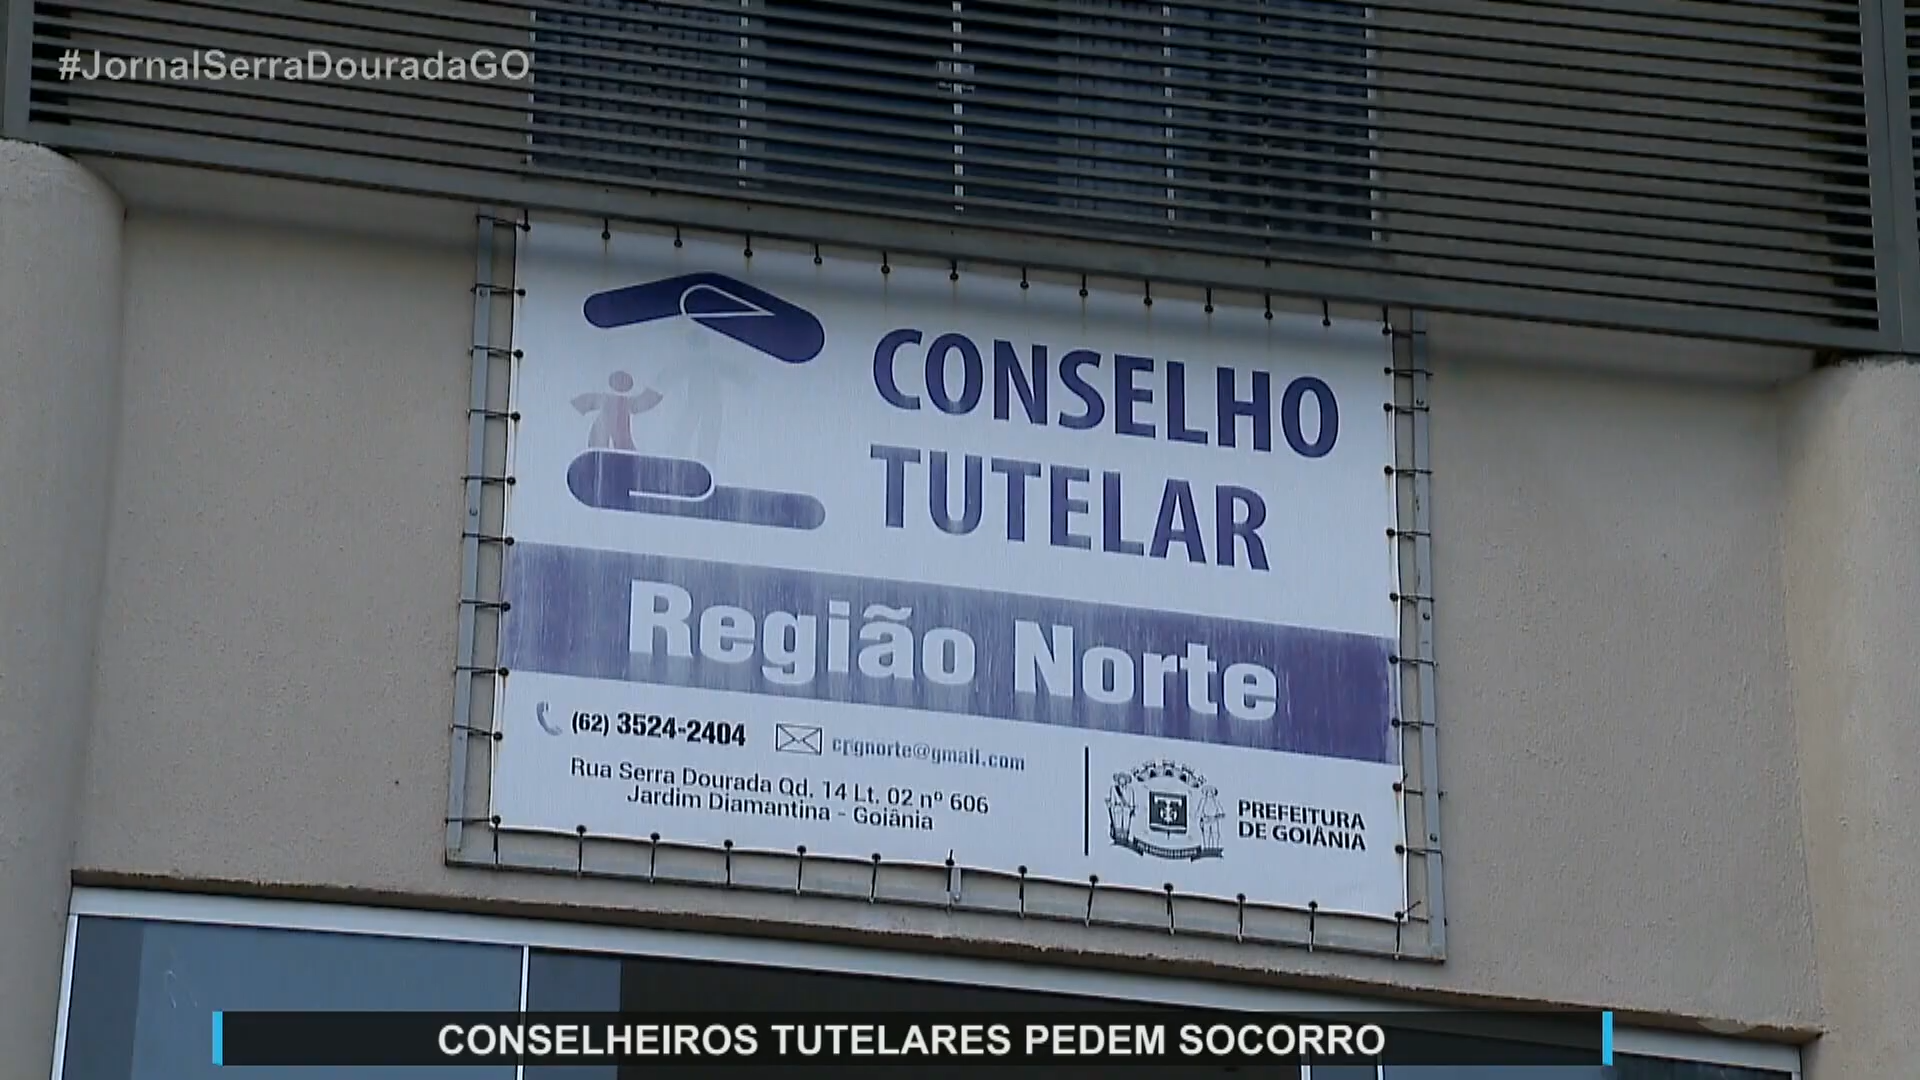 #JornalSerraDouradaGO
CONSELHO
TUTELAR
Região Norte
(62) 3524-2404
crgnorte@gmail.com
Rua Serra Dourada Qd. 14 Lt. 02 nº 606
Jardim Diamantina - Goiânia
PREFEITURA
DE GOIÂNIA
CONSELHEIROS TUTELARES PEDEM SOCORRO